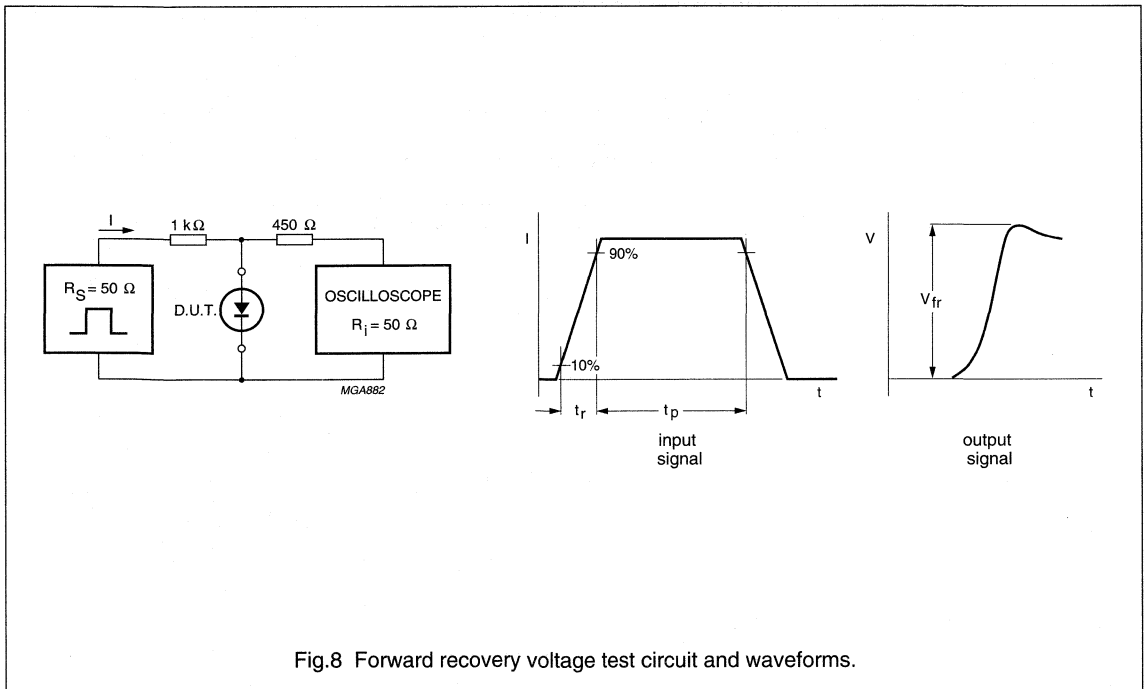 I
1 kΩ
450 Ω
R_S = 50 Ω
D.U.T.
OSCILLOSCOPE
R_i = 50 Ω
MGA882
I
90%
10%
t
t_r
t_p
input
signal
V
V_fr
t
output
signal
Fig.8 Forward recovery voltage test circuit and waveforms.